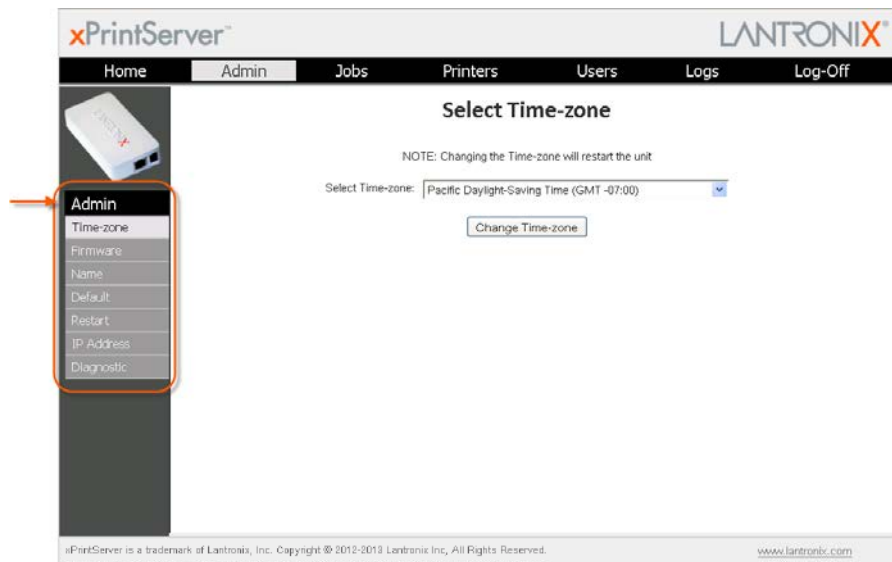 xPrintServer™
LANTRONIX®
Home Admin Jobs Printers Users Logs Log-Off
LANTRONIX
Select Time-zone
NOTE: Changing the Time-zone will restart the unit
Select Time-zone: Pacific Daylight-Saving Time (GMT -07:00)
Change Time-zone
Admin
Time-zone
Firmware
Name
Default
Restart
IP Address
Diagnostic
xPrintServer is a trademark of Lantronix, Inc. Copyright © 2012-2013 Lantronix Inc, All Rights Reserved.
www.lantronix.com